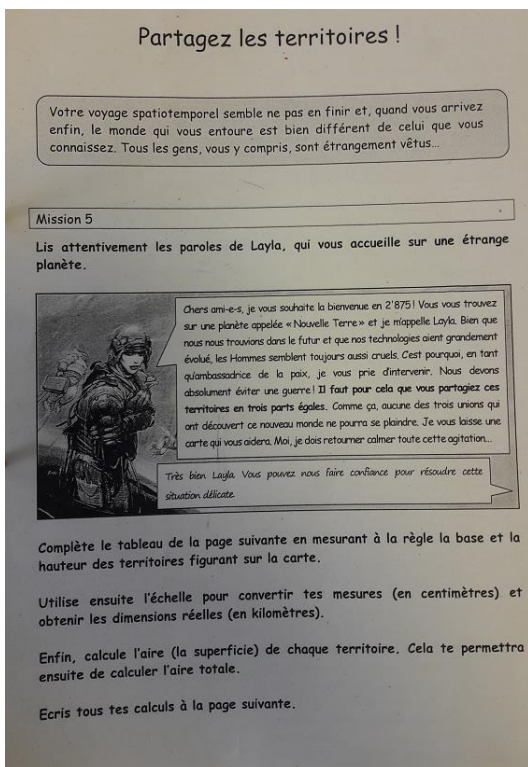 Partagez les territoires !
Votre voyage spatiotemporel semble ne pas en finir et, quand vous arrivez
enfin, le monde qui vous entoure est bien différent de celui que vous
connaissez. Tous les gens, vous y compris, sont étrangement vêtus...
Mission 5
Lis attentivement les paroles de Layla, qui vous accueille sur une étrange
planète.
Chers ami-e-s, je vous souhaite la bienvenue en 2'875! Vous vous trouvez
sur une planète appelée « Nouvelle Terre » et je m'appelle Layla. Bien que
nous nous trouvions dans le futur et que nos technologies aient grandement
évolué, les Hommes semblent toujours aussi cruels. C'est pourquoi, en tant
qu'ambassadrice de la paix, je vous prie d'intervenir. Nous devons
absolument éviter une guerre! Il faut pour cela que vous partagiez ces
territoires en trois parts égales. Comme ça, aucune des trois unions qui
ont découvert ce nouveau monde ne pourra se plaindre. Je vous laisse une
carte qui vous aidera. Moi, je dois retourner calmer toute cette agitation...
Très bien Layla. Vous pouvez nous faire confiance pour résoudre cette
situation délicate.
Complète le tableau de la page suivante en mesurant à la règle la base et la
hauteur des territoires figurant sur la carte.
Utilise ensuite l'échelle pour convertir tes mesures (en centimètres) et
obtenir les dimensions réelles (en kilomètres).
Enfin, calcule l'aire (la superficie) de chaque territoire. Cela te permettra
ensuite de calculer l'aire totale.
Ecris tous tes calculs à la page suivante.